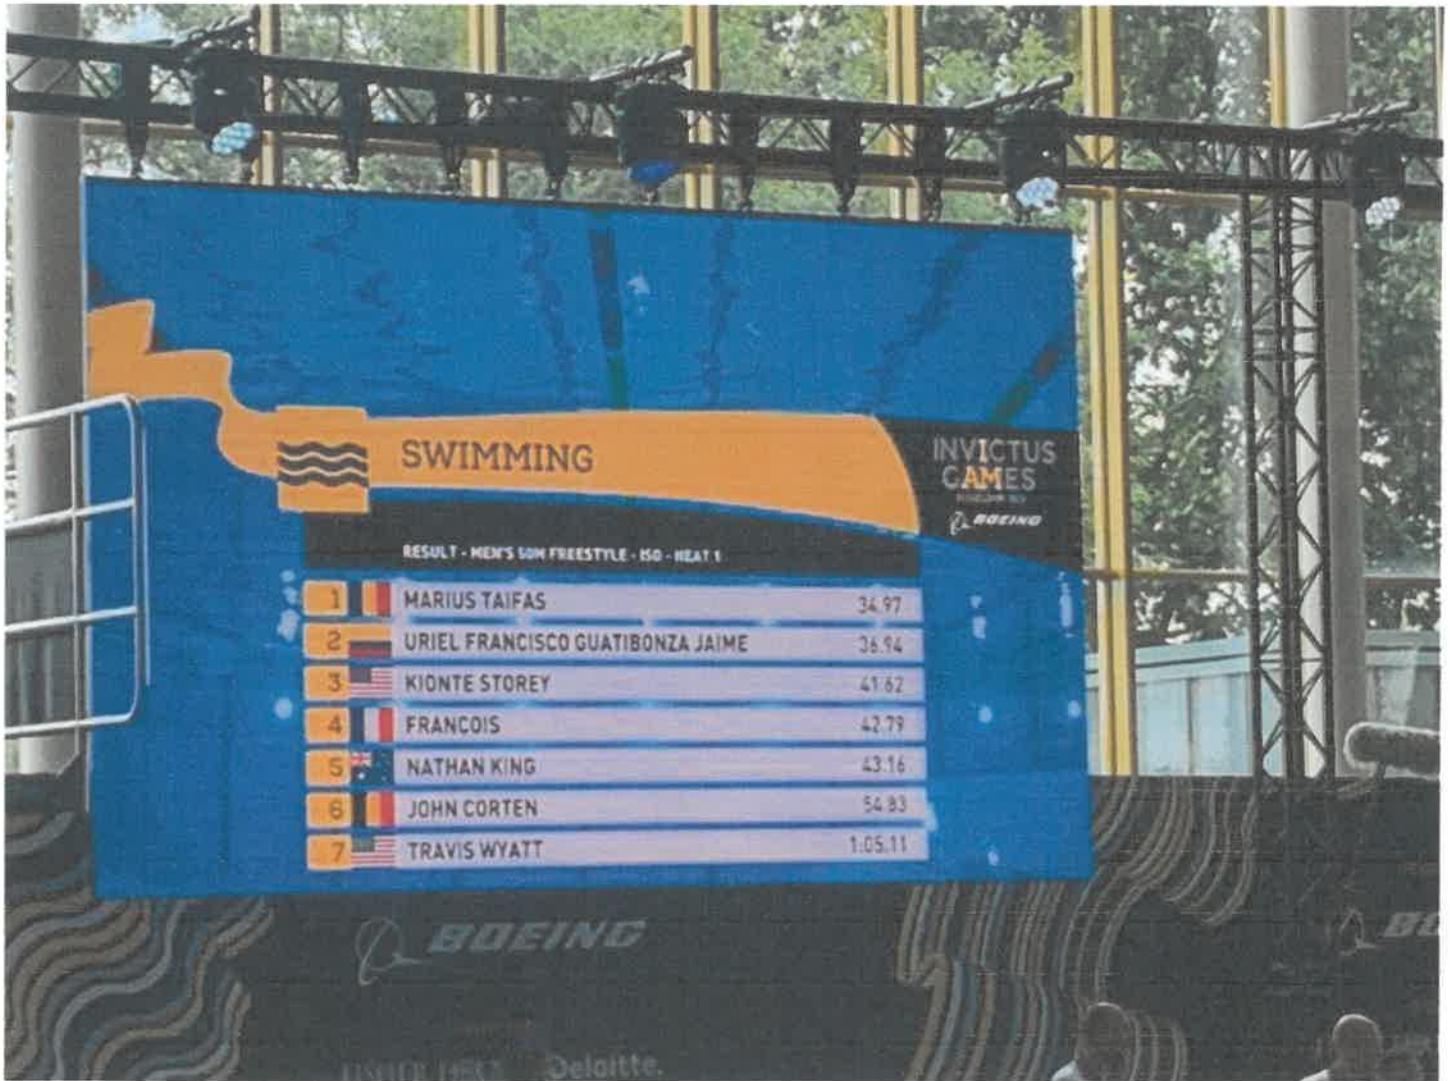 SWIMMING
INVICTUS
GAMES
BOEING
RESULT - MEN'S 50M FREESTYLE - ISD - HEAT 1
1 MARIUS TAIFAS 34.97
2 URIEL FRANCISCO GUATIBONZA JAIME 36.94
3 KIONTE STOREY 41.62
4 FRANCOIS 42.79
5 NATHAN KING 43.16
6 JOHN CORTEN 54.83
7 TRAVIS WYATT 1:05.11
BOEING
BO
Deloitte.